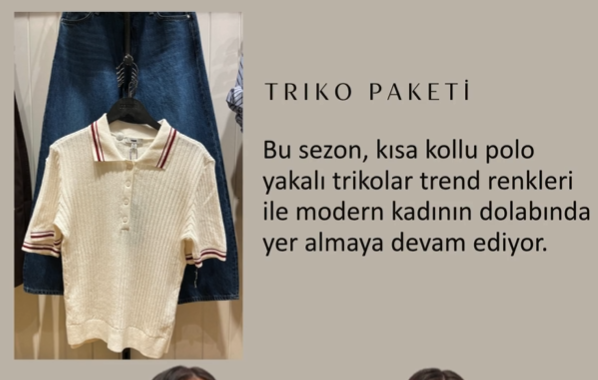 TRIKO PAKETİ
Bu sezon, kısa kollu polo
yakalı trikolar trend renkleri
ile modern kadının dolabında
yer almaya devam ediyor.